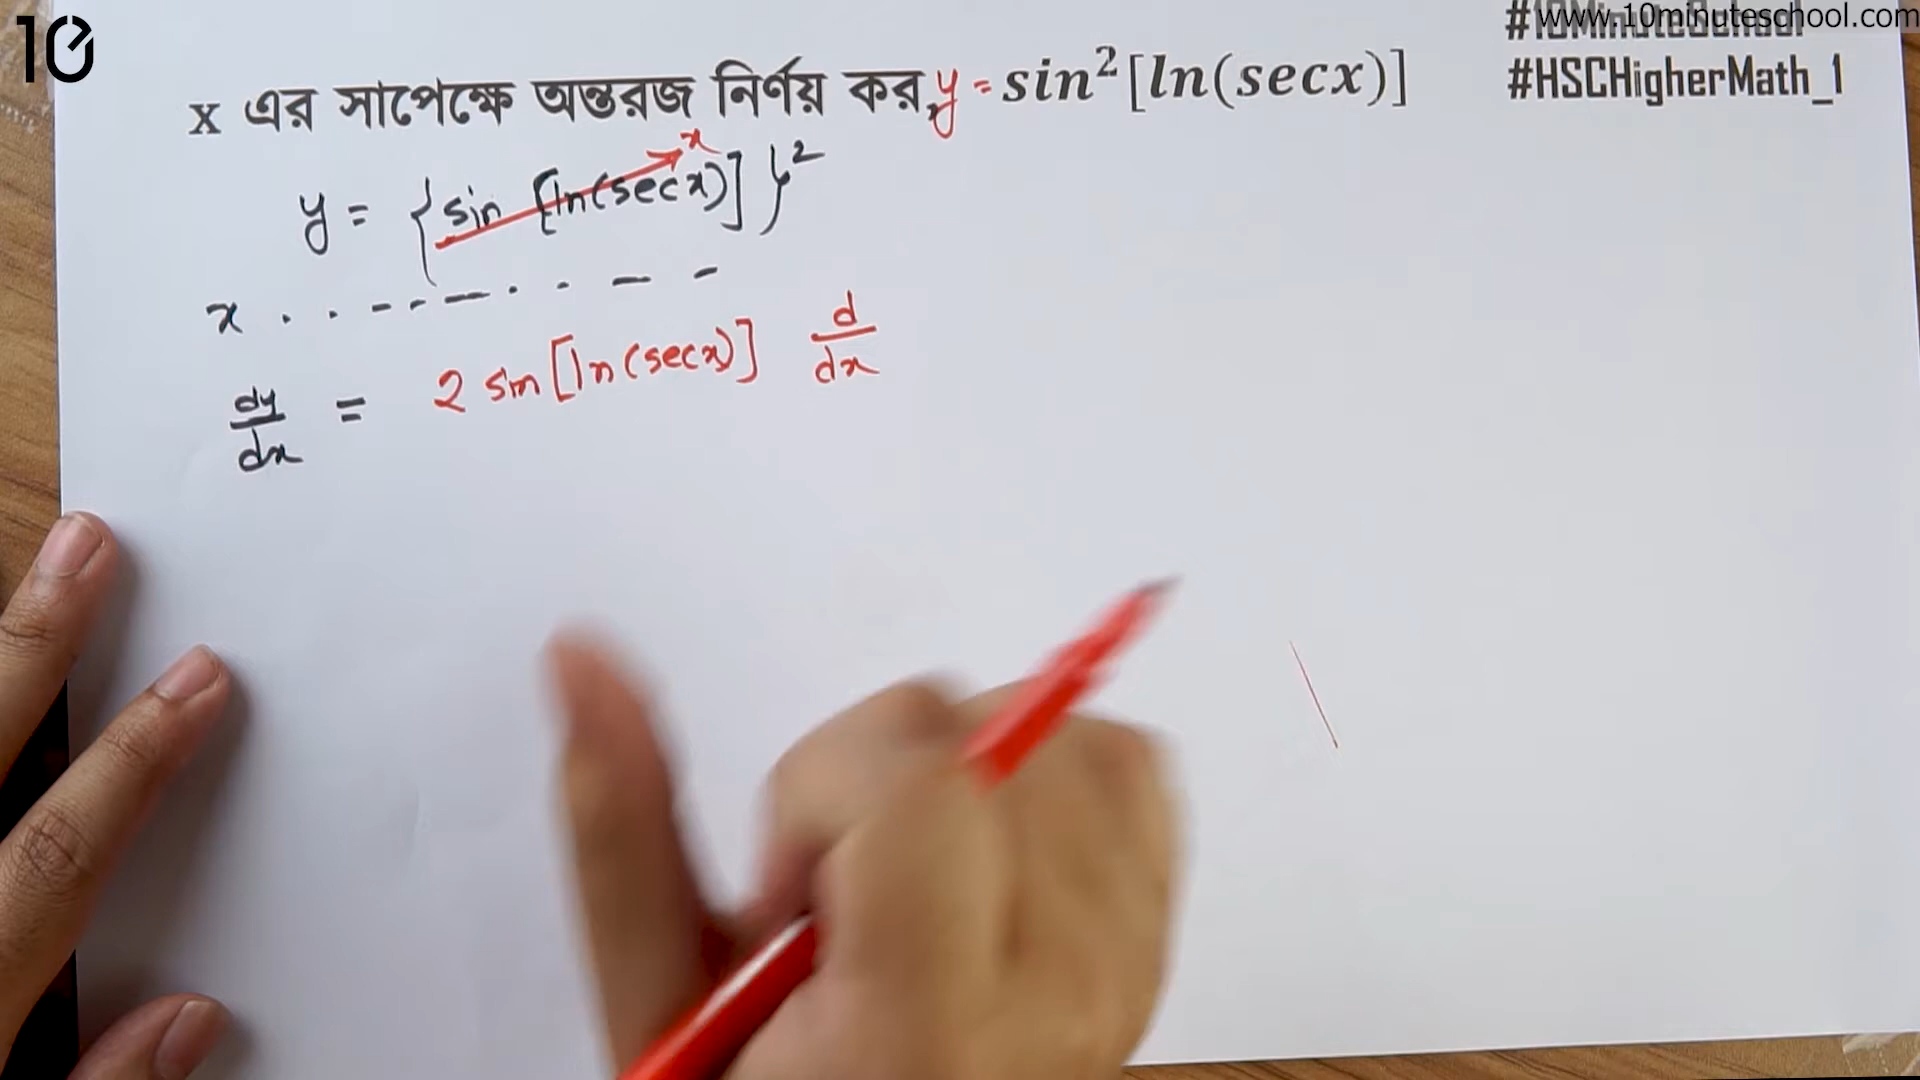 10
www.10minuteschool.com
#10MinuteSchool
x এর সাপেক্ষে অন্তরজ নির্ণয় কর, y = sin²[ln(secx)]
#HSCHigherMath_1
y = {sin [ln(secx)]}²
x
x . . - - — . . — -
dy/dx = 2 sin[ln(secx)] d/dx